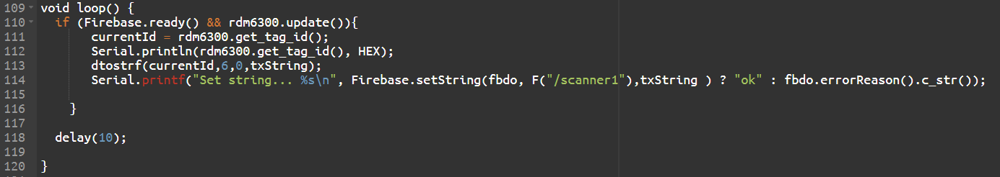 109 void loop() {
110 if (Firebase.ready() && rdm6300.update()){
111 currentId = rdm6300.get_tag_id();
112 Serial.println(rdm6300.get_tag_id(), HEX);
113 dtostrf(currentId,6,0,txString);
114 Serial.printf("Set string... %s\n", Firebase.setString(fbdo, F("/scanner1"),txString ) ? "ok" : fbdo.errorReason().c_str());
115
116 }
117
118 delay(10);
119
120 }